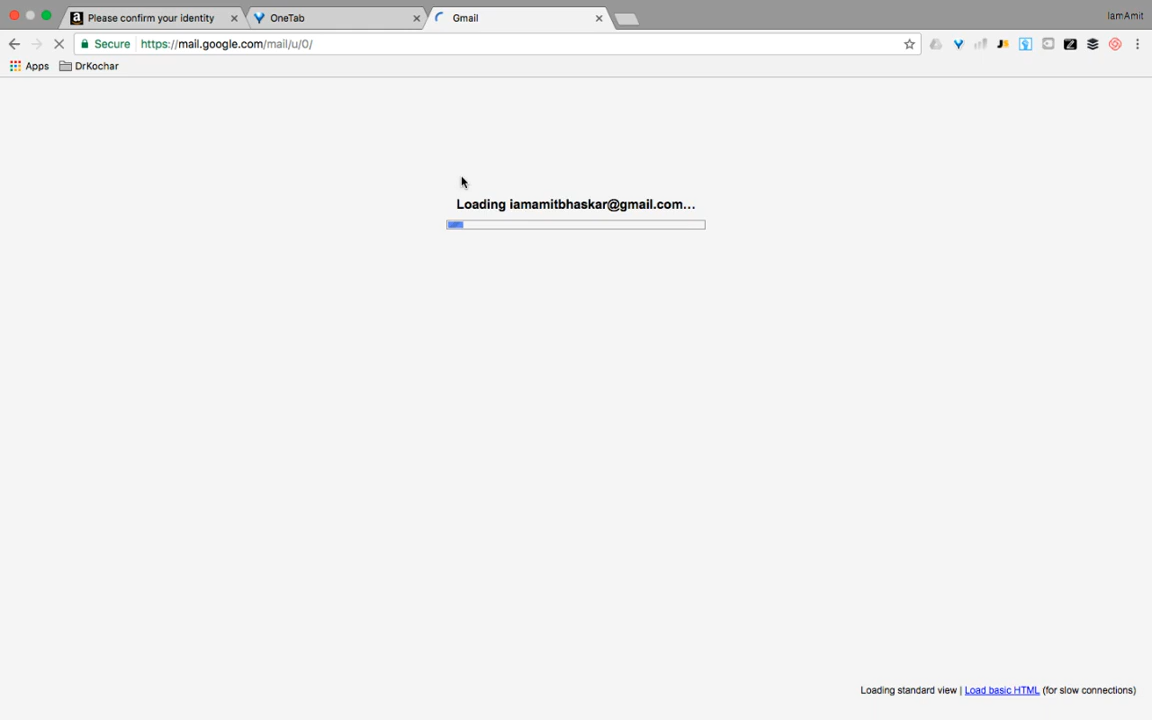 Please confirm your identity
OneTab
Gmail
IamAmit
Secure
https://mail.google.com/mail/u/0/
Apps
DrKochar
Loading iamamitbhaskar@gmail.com...
Loading standard view | Load basic HTML (for slow connections)